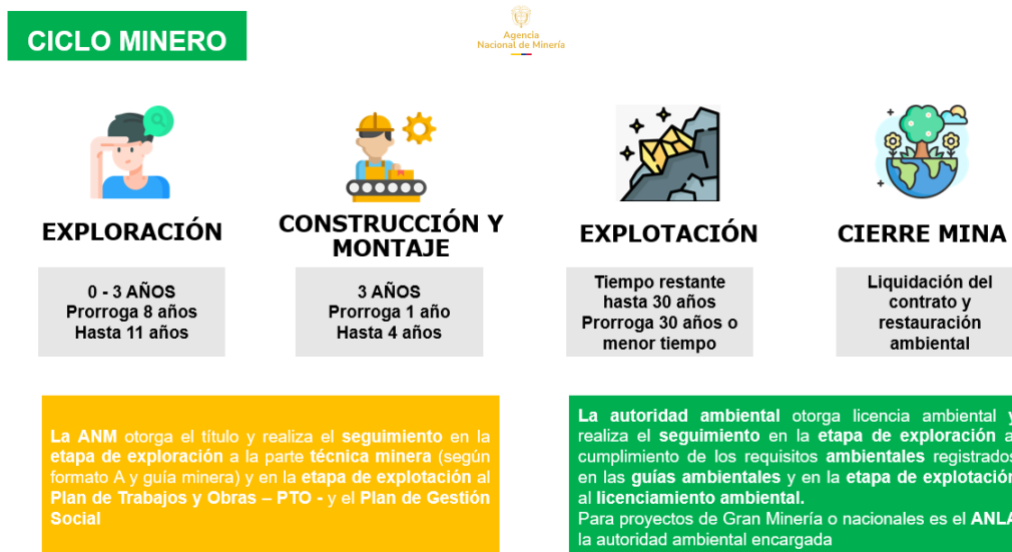 CICLO MINERO
Agencia
Nacional de Minería
EXPLORACIÓN
0 - 3 AÑOS
Prorroga 8 años
Hasta 11 años
CONSTRUCCIÓN Y
MONTAJE
3 AÑOS
Prorroga 1 año
Hasta 4 años
EXPLOTACIÓN
Tiempo restante
hasta 30 años
Prorroga 30 años o
menor tiempo
CIERRE MINA
Liquidación del
contrato y
restauración
ambiental
La ANM otorga el título y realiza el seguimiento en la
etapa de exploración a la parte técnica minera (según
formato A y guía minera) y en la etapa de explotación al
Plan de Trabajos y Obras – PTO - y el Plan de Gestión
Social
La autoridad ambiental otorga licencia ambiental y
realiza el seguimiento en la etapa de exploración al
cumplimiento de los requisitos ambientales registrados
en las guías ambientales y en la etapa de explotación
al licenciamiento ambiental.
Para proyectos de Gran Minería o nacionales es el ANLA
la autoridad ambiental encargada